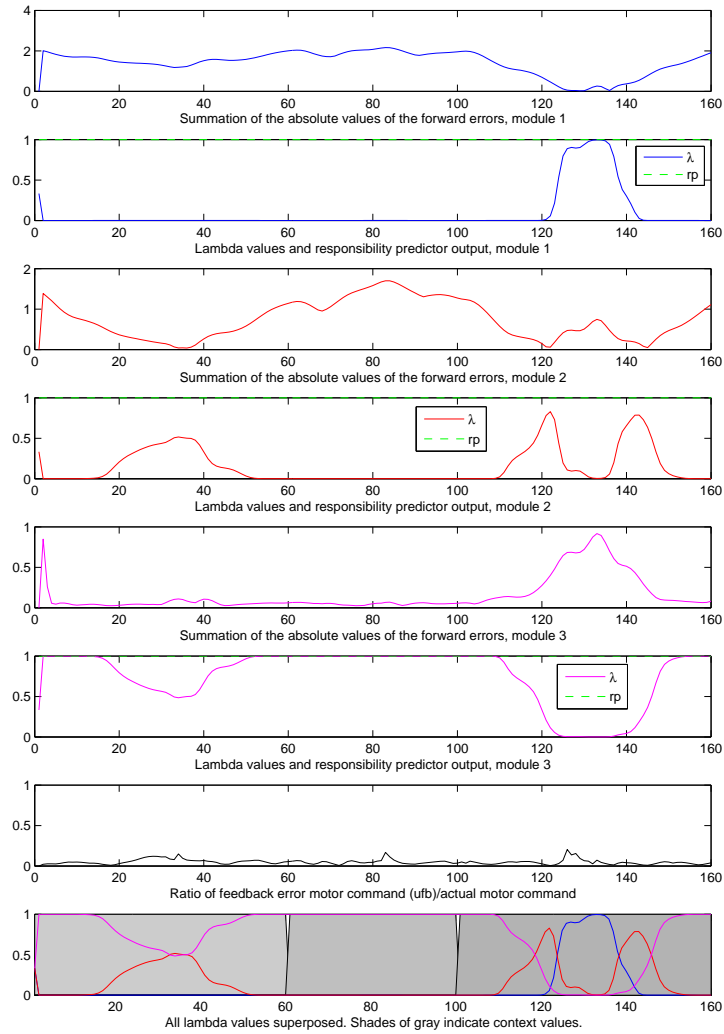 4
2
0
0 20 40 60 80 100 120 140 160
Summation of the absolute values of the forward errors, module 1
1
0.5
0
λ
rp
0 20 40 60 80 100 120 140 160
Lambda values and responsibility predictor output, module 1
2
1
0
0 20 40 60 80 100 120 140 160
Summation of the absolute values of the forward errors, module 2
1
0.5
0
λ
rp
0 20 40 60 80 100 120 140 160
Lambda values and responsibility predictor output, module 2
1
0.5
0
0 20 40 60 80 100 120 140 160
Summation of the absolute values of the forward errors, module 3
1
0.5
0
λ
rp
0 20 40 60 80 100 120 140 160
Lambda values and responsibility predictor output, module 3
1
0.5
0
0 20 40 60 80 100 120 140 160
Ratio of feedback error motor command (ufb)/actual motor command
1
0.5
0
20 40 60 80 100 120 140 160
All lambda values superposed. Shades of gray indicate context values.